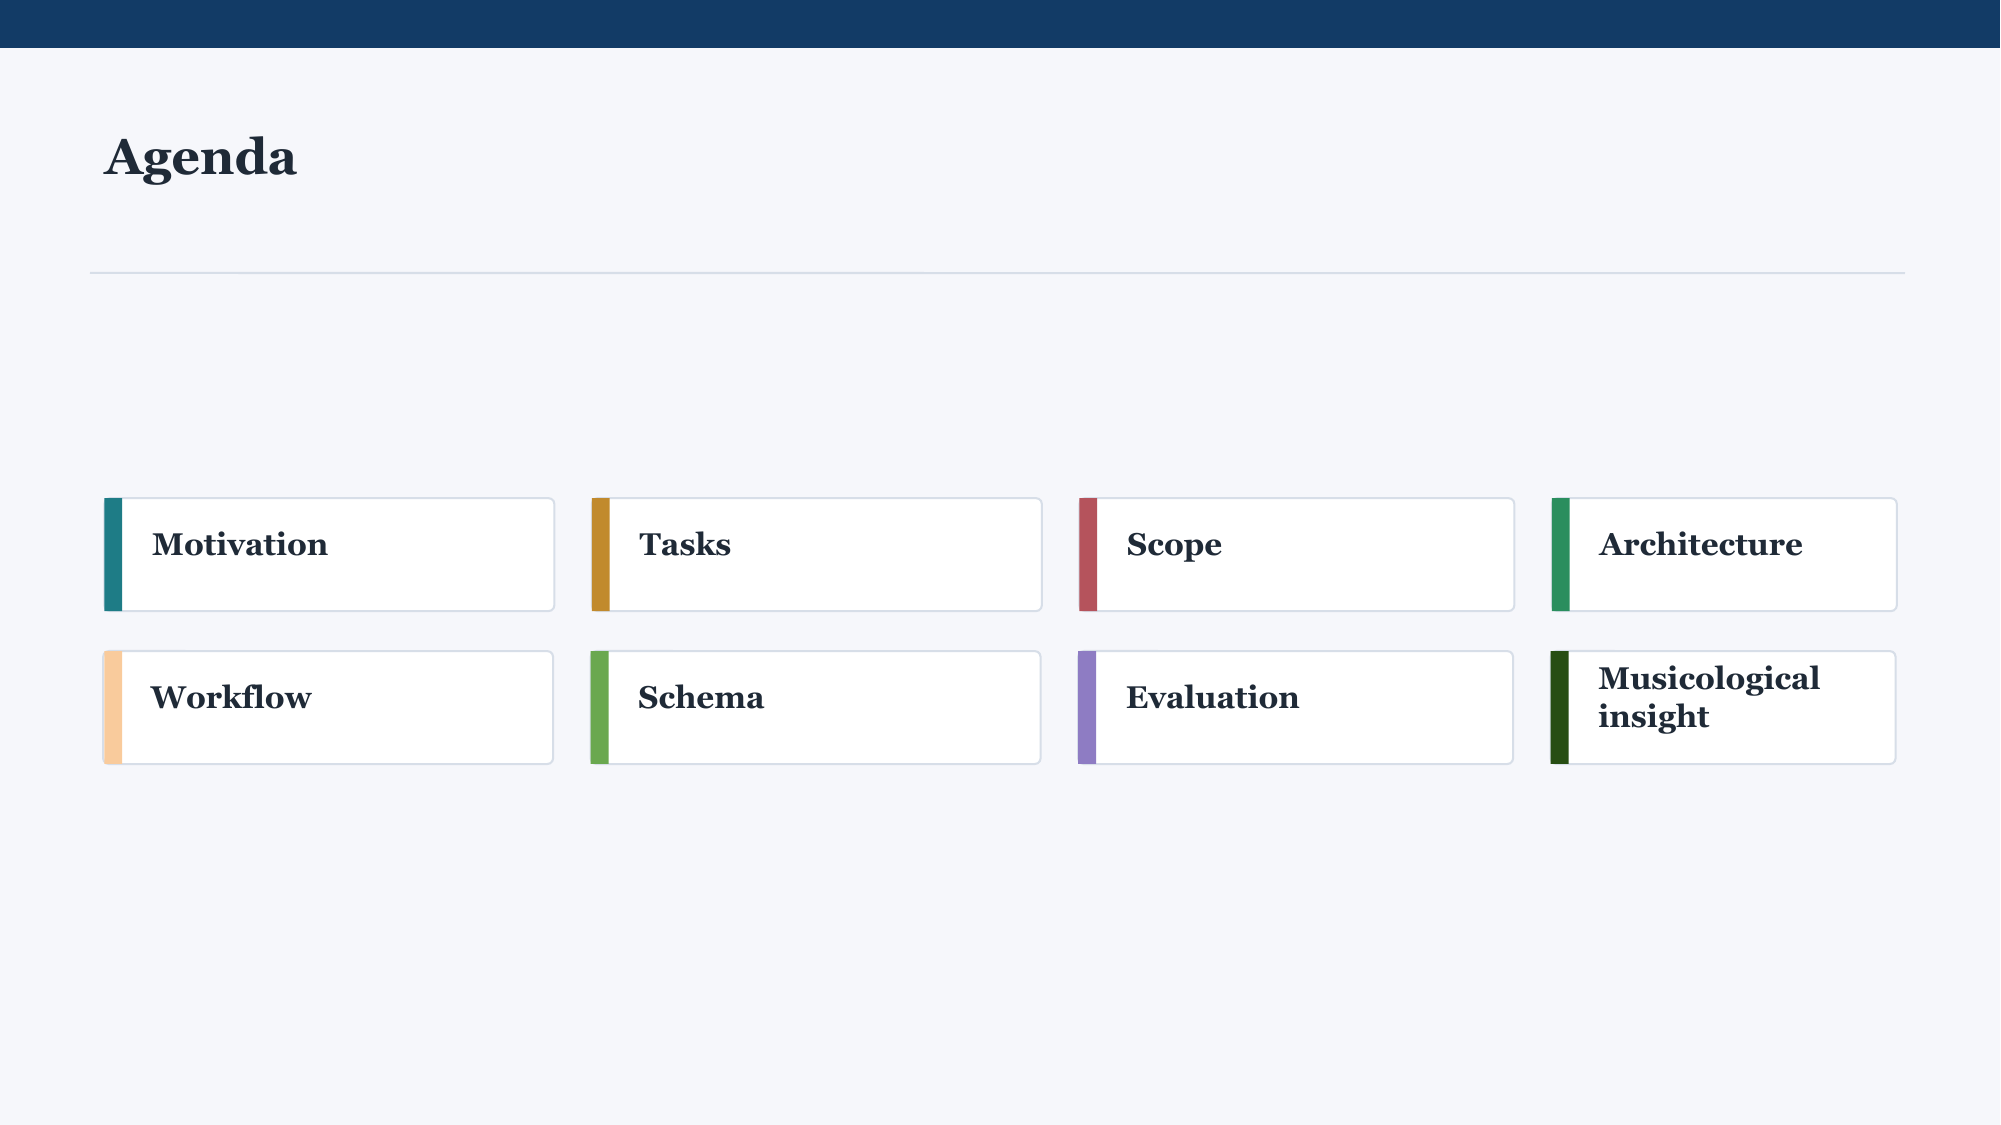 Agenda
Motivation
Tasks
Scope
Architecture
Workflow
Schema
Evaluation
Musicological
insight